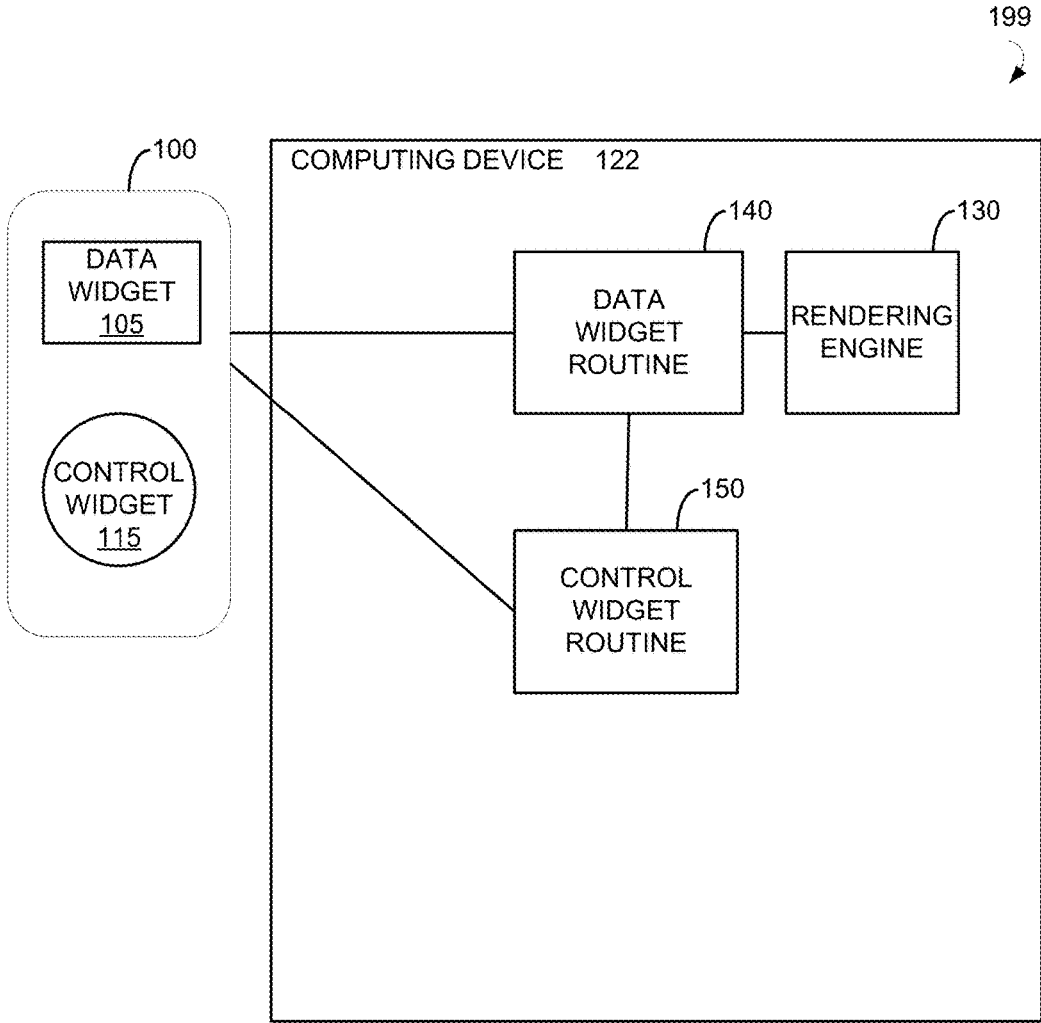 199
100
COMPUTING DEVICE 122
DATA
WIDGET
105
CONTROL
WIDGET
115
140
DATA
WIDGET
ROUTINE
130
RENDERING
ENGINE
150
CONTROL
WIDGET
ROUTINE